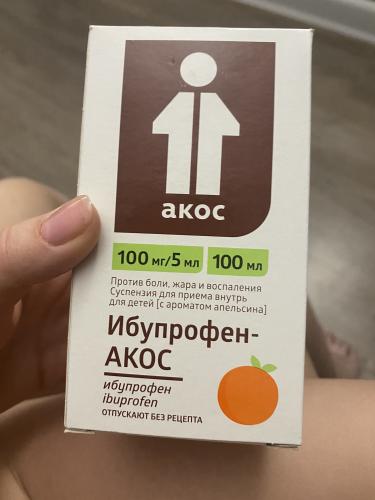 акос
100 мг/5 мл 100 мл
Против боли, жара и воспаления
Суспензия для приема внутрь
для детей [с ароматом апельсина]
Ибупрофен-
АКОС
ибупрофен
ibuprofen
ОТПУСКАЮТ БЕЗ РЕЦЕПТА